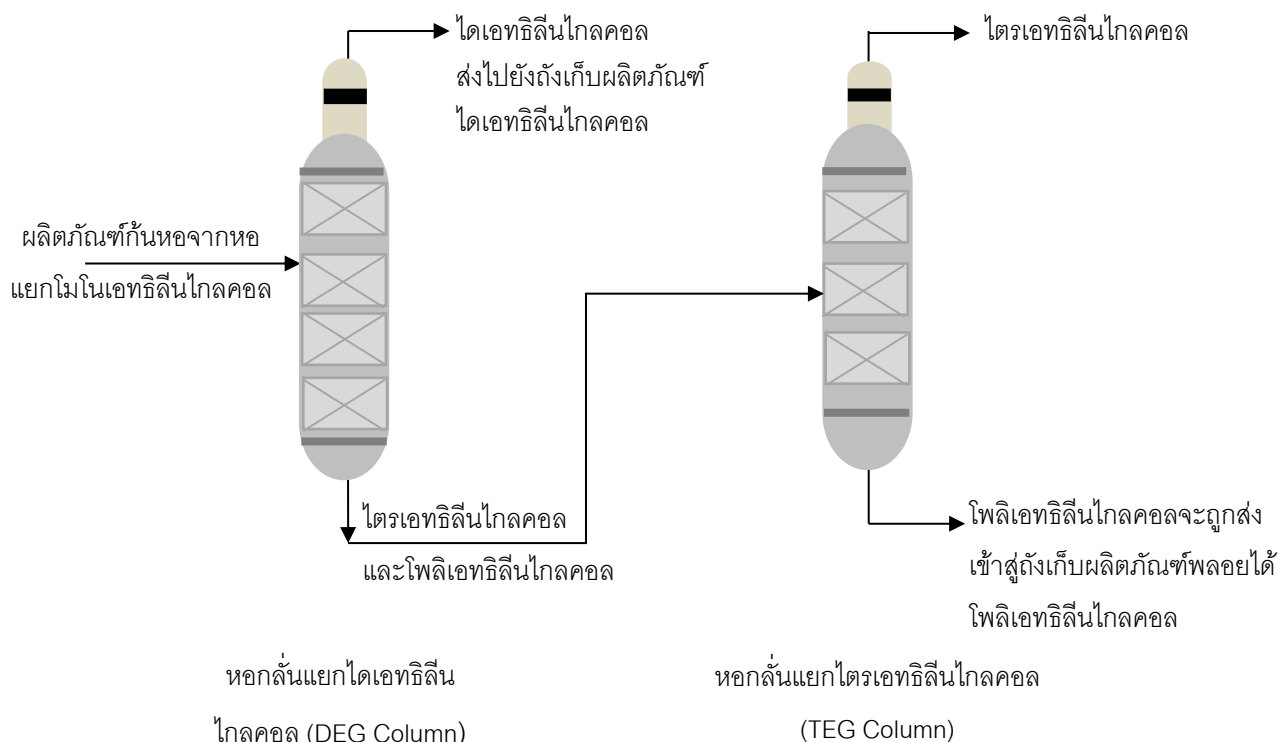 ไดเอทธิลีนไกลคอล
ส่งไปยังถังเก็บผลิตภัณฑ์
ไดเอทธิลีนไกลคอล
ไตรเอทธิลีนไกลคอล
ผลิตภัณฑ์ก้นหอจากหอ
แยกโมโนเอทธิลีนไกลคอล
ไตรเอทธิลีนไกลคอล
และโพลิเอทธิลีนไกลคอล
โพลิเอทธิลีนไกลคอลจะถูกส่ง
เข้าสู่ถังเก็บผลิตภัณฑ์พลอยได้
โพลิเอทธิลีนไกลคอล
หอกลั่นแยกไดเอทธิลีน
ไกลคอล (DEG Column)
หอกลั่นแยกไตรเอทธิลีนไกลคอล
(TEG Column)